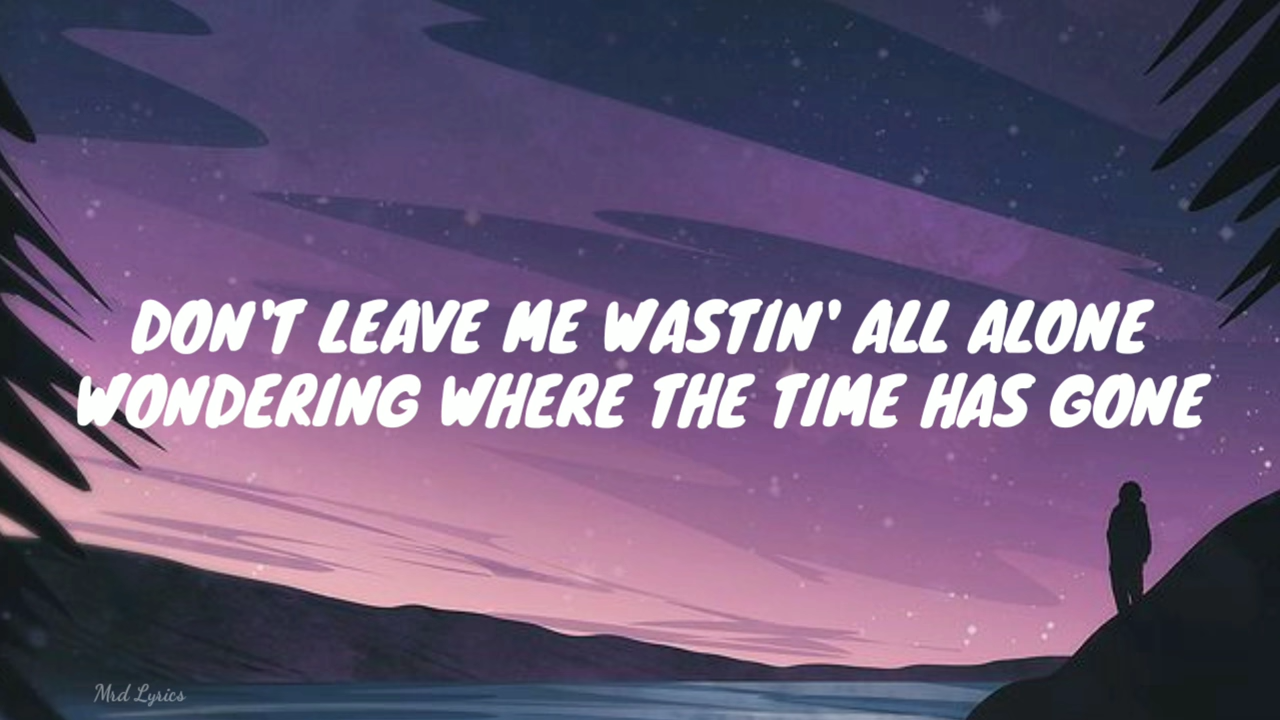 DON'T LEAVE ME WASTIN' ALL ALONE
WONDERING WHERE THE TIME HAS GONE
Mrd Lyrics